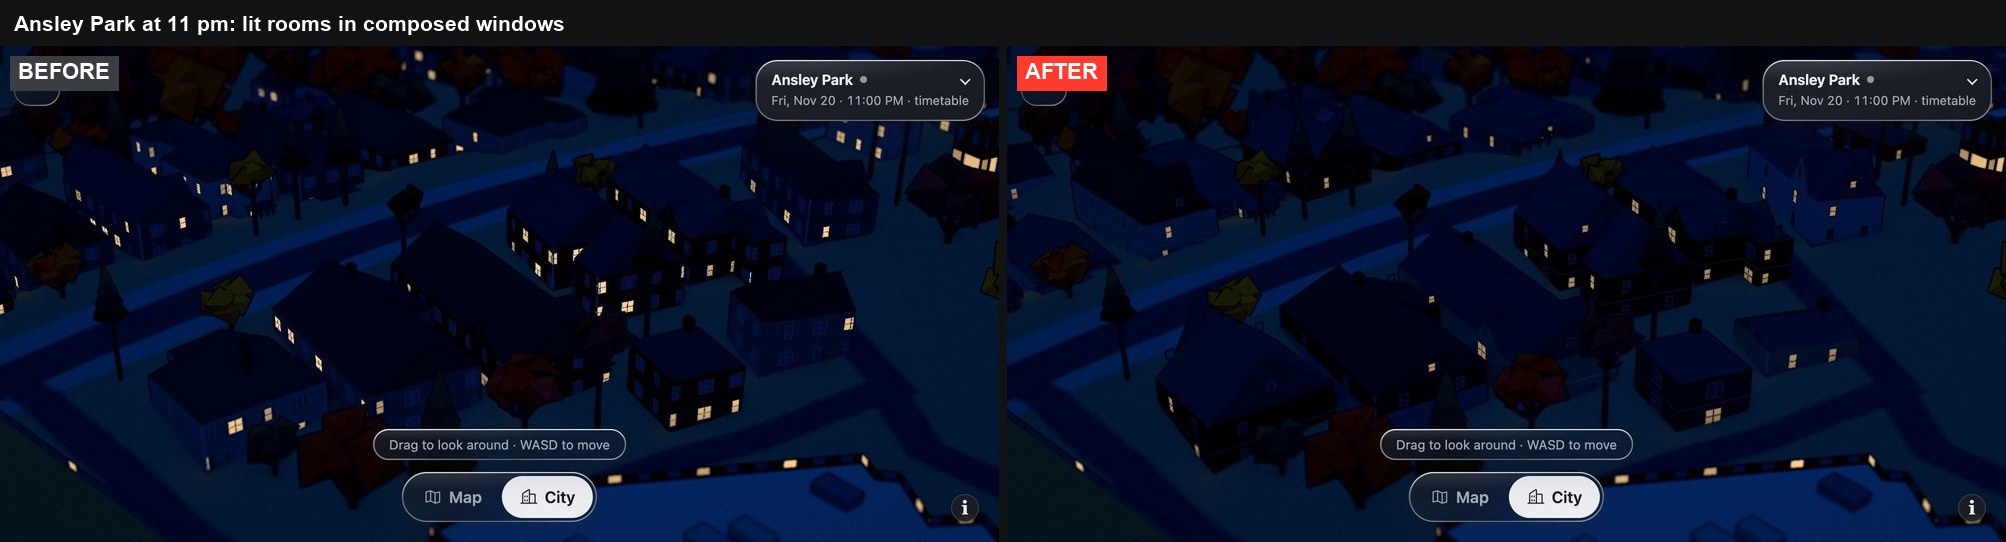 Ansley Park at 11 pm: lit rooms in composed windows
BEFORE
Ansley Park
Fri, Nov 20 · 11:00 PM · timetable
Drag to look around · WASD to move
Map
City
i
AFTER
Ansley Park
Fri, Nov 20 · 11:00 PM · timetable
Drag to look around · WASD to move
Map
City
i